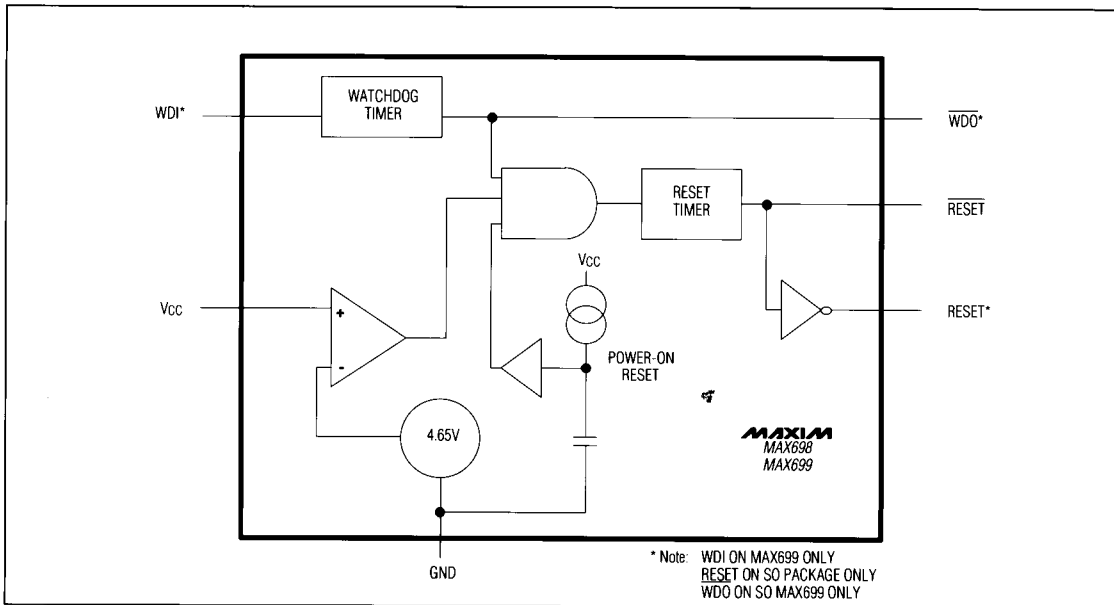 WATCHDOG
TIMER
WDI*
WDO*
RESET
TIMER
RESET
VCC
VCC
+
-
RESET*
POWER-ON
RESET
4.65V
MAXIM
MAX698
MAX699
GND
* Note: WDI ON MAX699 ONLY
RESET ON SO PACKAGE ONLY
WDO ON SO MAX699 ONLY